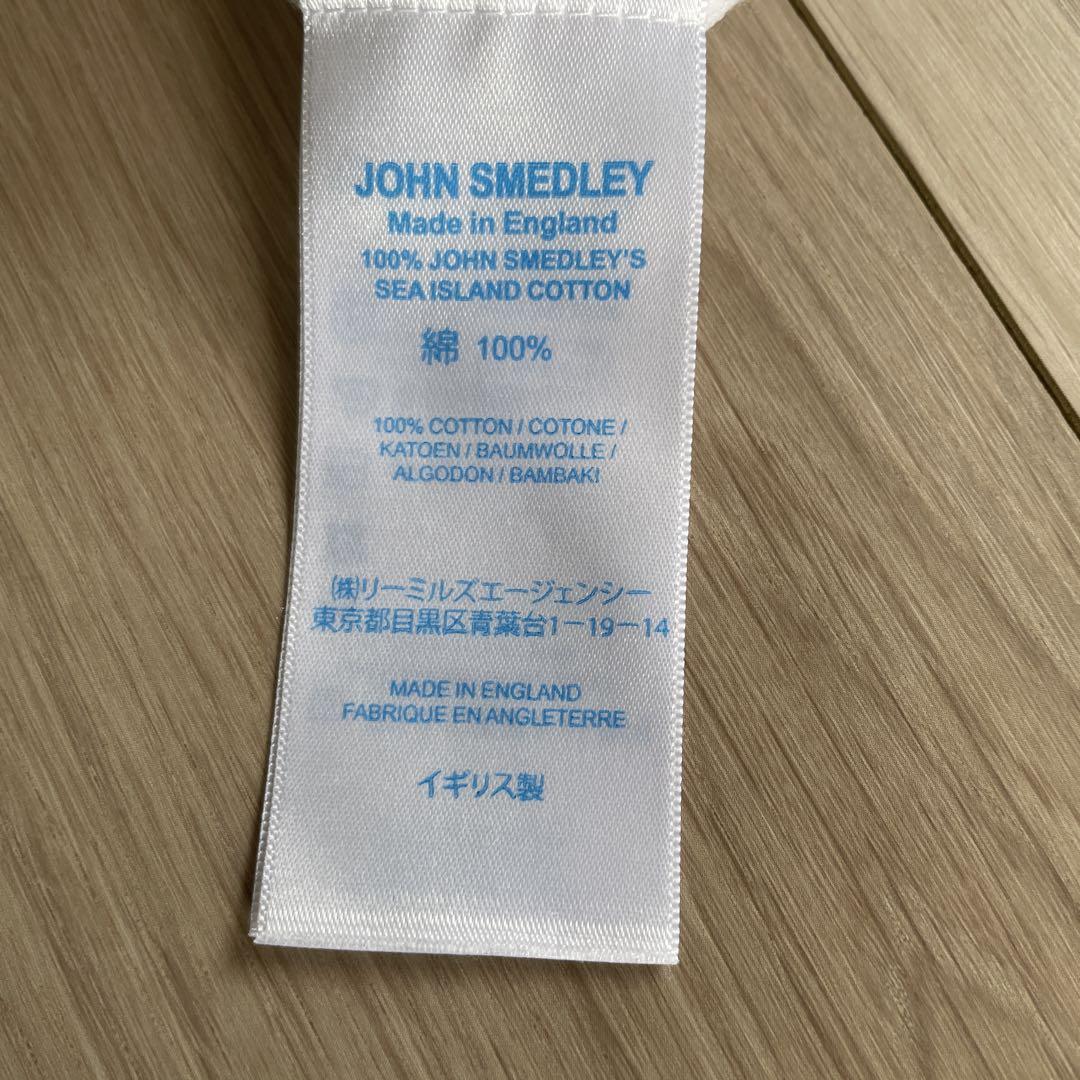 JOHN SMEDLEY
Made in England
100% JOHN SMEDLEY'S
SEA ISLAND COTTON
綿 100%
100% COTTON / COTONE /
KATOEN / BAUMWOLLE /
ALGODON / BAMBAKI
㈱リーミルズエージェンシー
東京都目黒区青葉台1-19-14
MADE IN ENGLAND
FABRIQUE EN ANGLETERRE
イギリス製